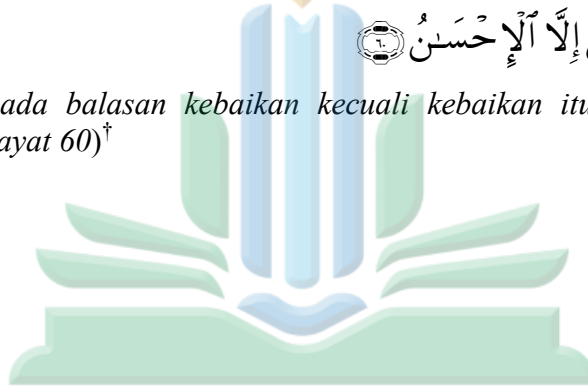 إِلَّا ٱلْإِحْسَـٰنُ ۝٦٠
ada balasan kebaikan kecuali kebaikan itu
ayat 60)†